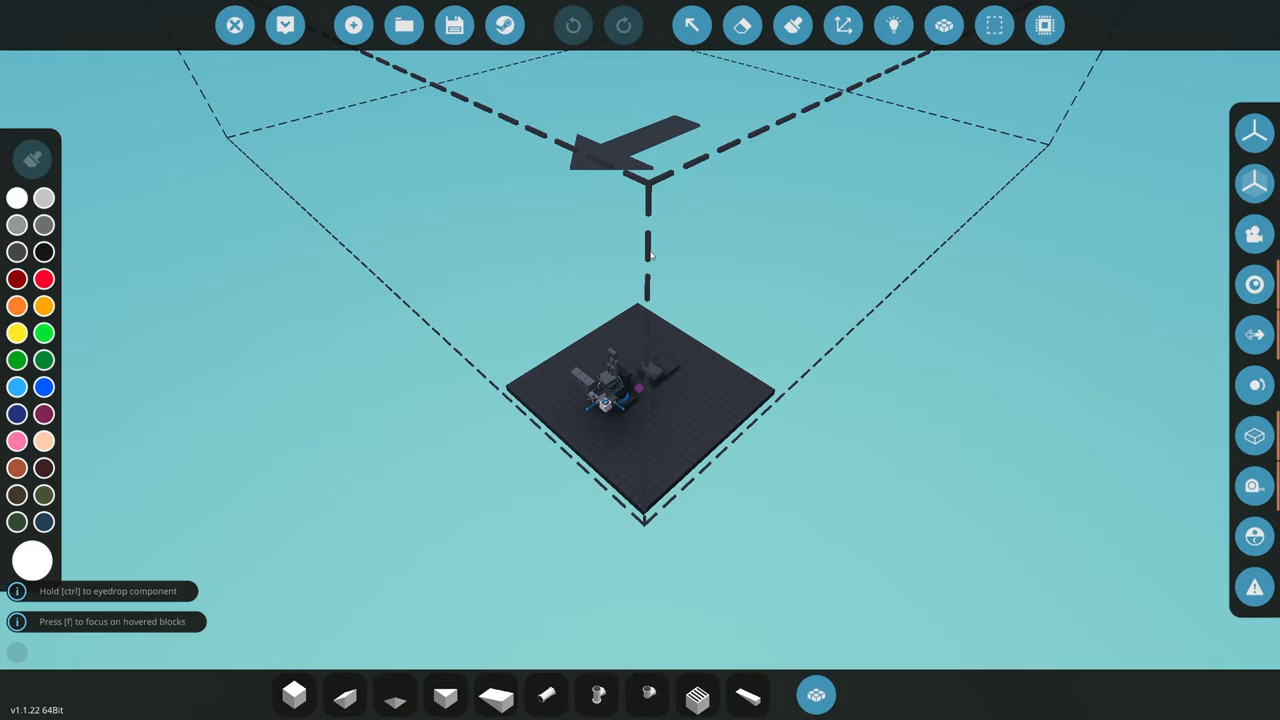 Hold [ctrl] to eyedrop component
Press [f] to focus on hovered blocks
v1.1.22 64Bit